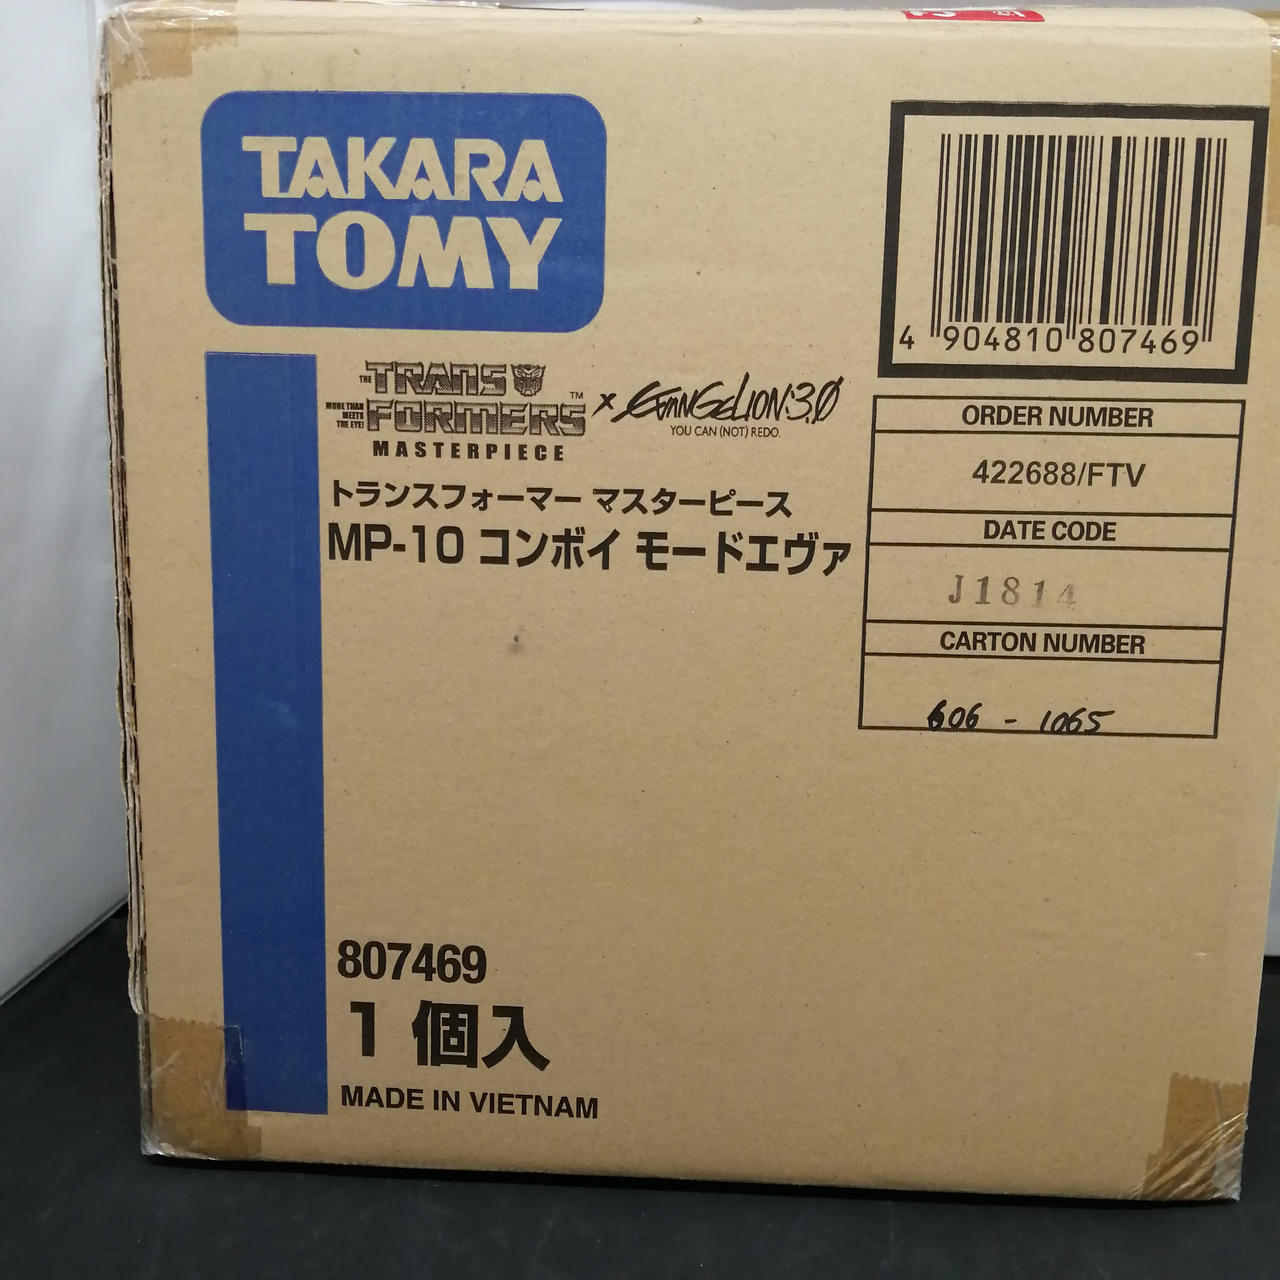 TAKARA
TOMY
THE TRANSFORMERS™
MORE THAN
MEETS
THE EYE!
MASTERPIECE
× EVANGELION:3.0
YOU CAN (NOT) REDO.
トランスフォーマー マスターピース
MP-10 コンボイ モードエヴァ
4 904810 807469
ORDER NUMBER
422688/FTV
DATE CODE
J1814
CARTON NUMBER
606 - 1065
807469
1 個入
MADE IN VIETNAM